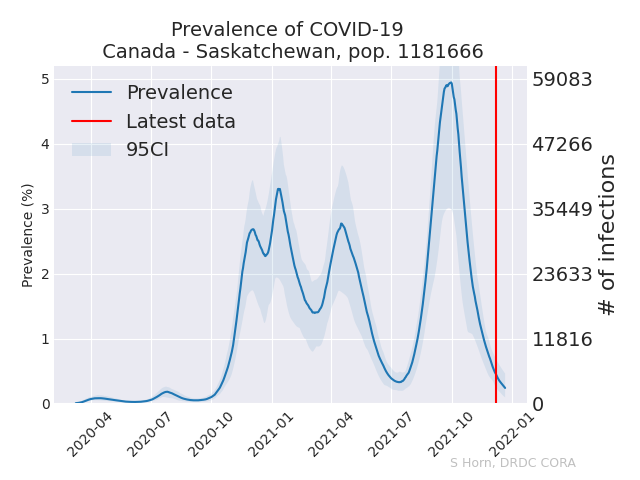 Prevalence of COVID-19
Canada - Saskatchewan, pop. 1181666
Prevalence
Latest data
95CI
Prevalence (%)
5
4
3
2
1
0
59083
47266
35449
23633
11816
0
# of infections
2020-04
2020-07
2020-10
2021-01
2021-04
2021-07
2021-10
2022-01
S Horn, DRDC CORA